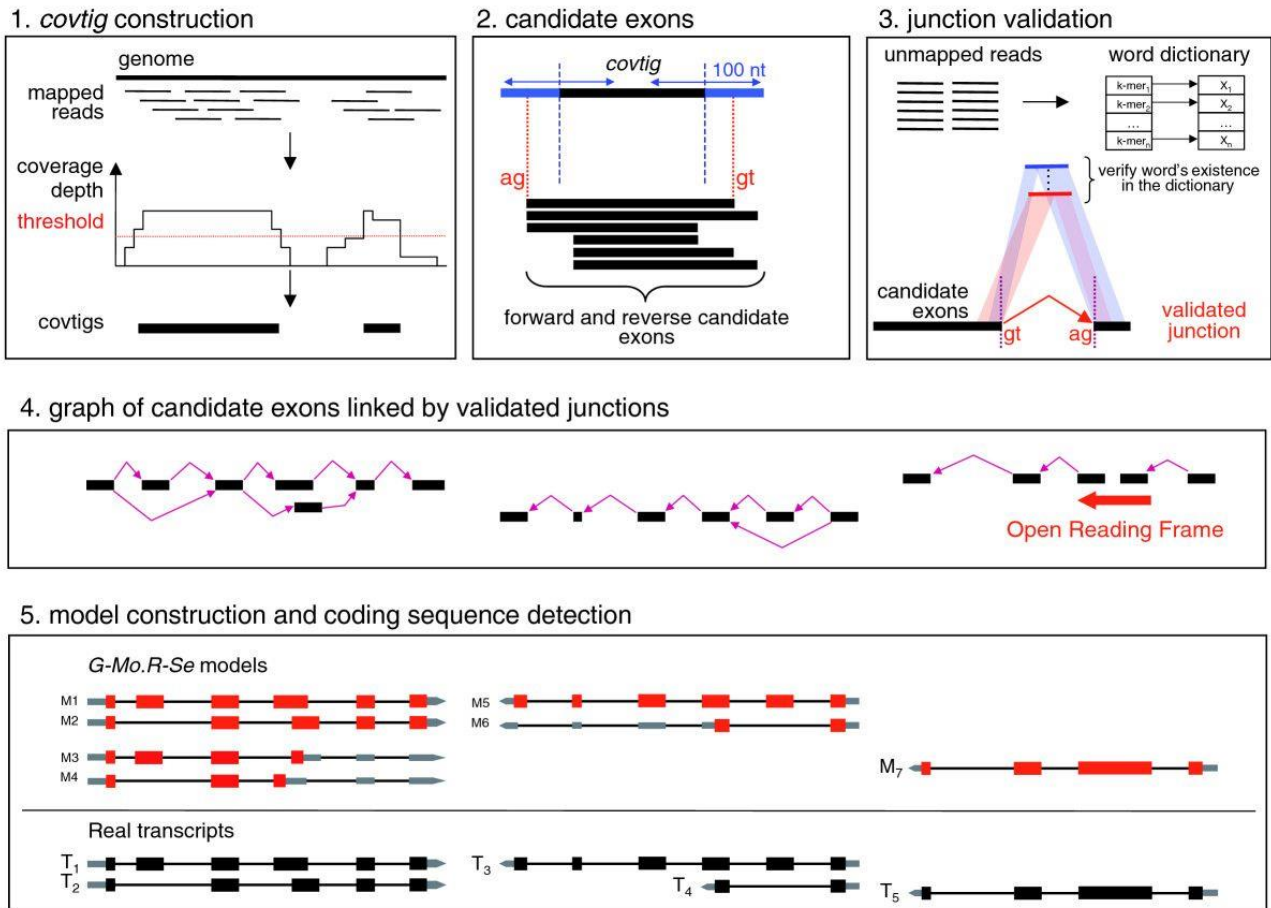 1. covtig construction
genome
mapped
reads
coverage
depth
threshold
covtigs
2. candidate exons
covtig
100 nt
ag
gt
forward and reverse candidate
exons
3. junction validation
unmapped reads
word dictionary
k-mer1
X1
k-mer2
X2
...
...
k-mern
Xn
verify word's existence
in the dictionary
candidate
exons
gt
ag
validated
junction
4. graph of candidate exons linked by validated junctions
Open Reading Frame
5. model construction and coding sequence detection
G-Mo.R-Se models
M1
M2
M3
M4
M5
M6
M7
Real transcripts
T1
T2
T3
T4
T5